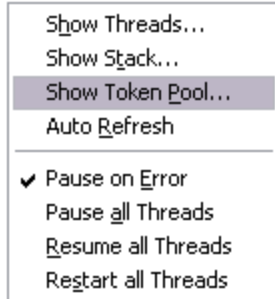 Show Threads...
Show Stack...
Show Token Pool...
Auto Refresh
Pause on Error
Pause all Threads
Resume all Threads
Restart all Threads